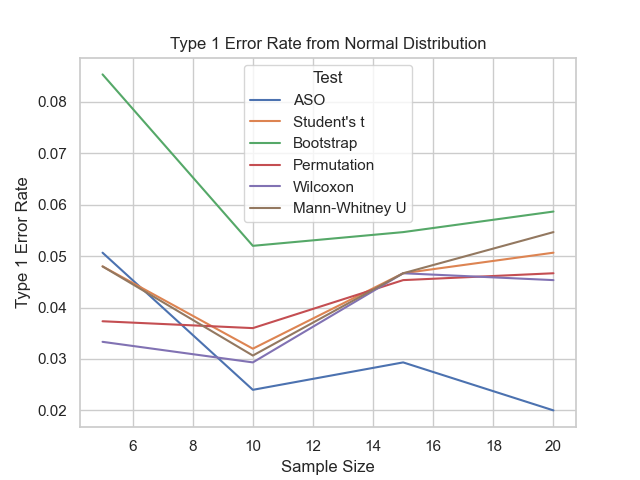 Type 1 Error Rate from Normal Distribution
Test
ASO
Student's t
Bootstrap
Permutation
Wilcoxon
Mann-Whitney U
Type 1 Error Rate
0.08
0.07
0.06
0.05
0.04
0.03
0.02
6 8 10 12 14 16 18 20
Sample Size